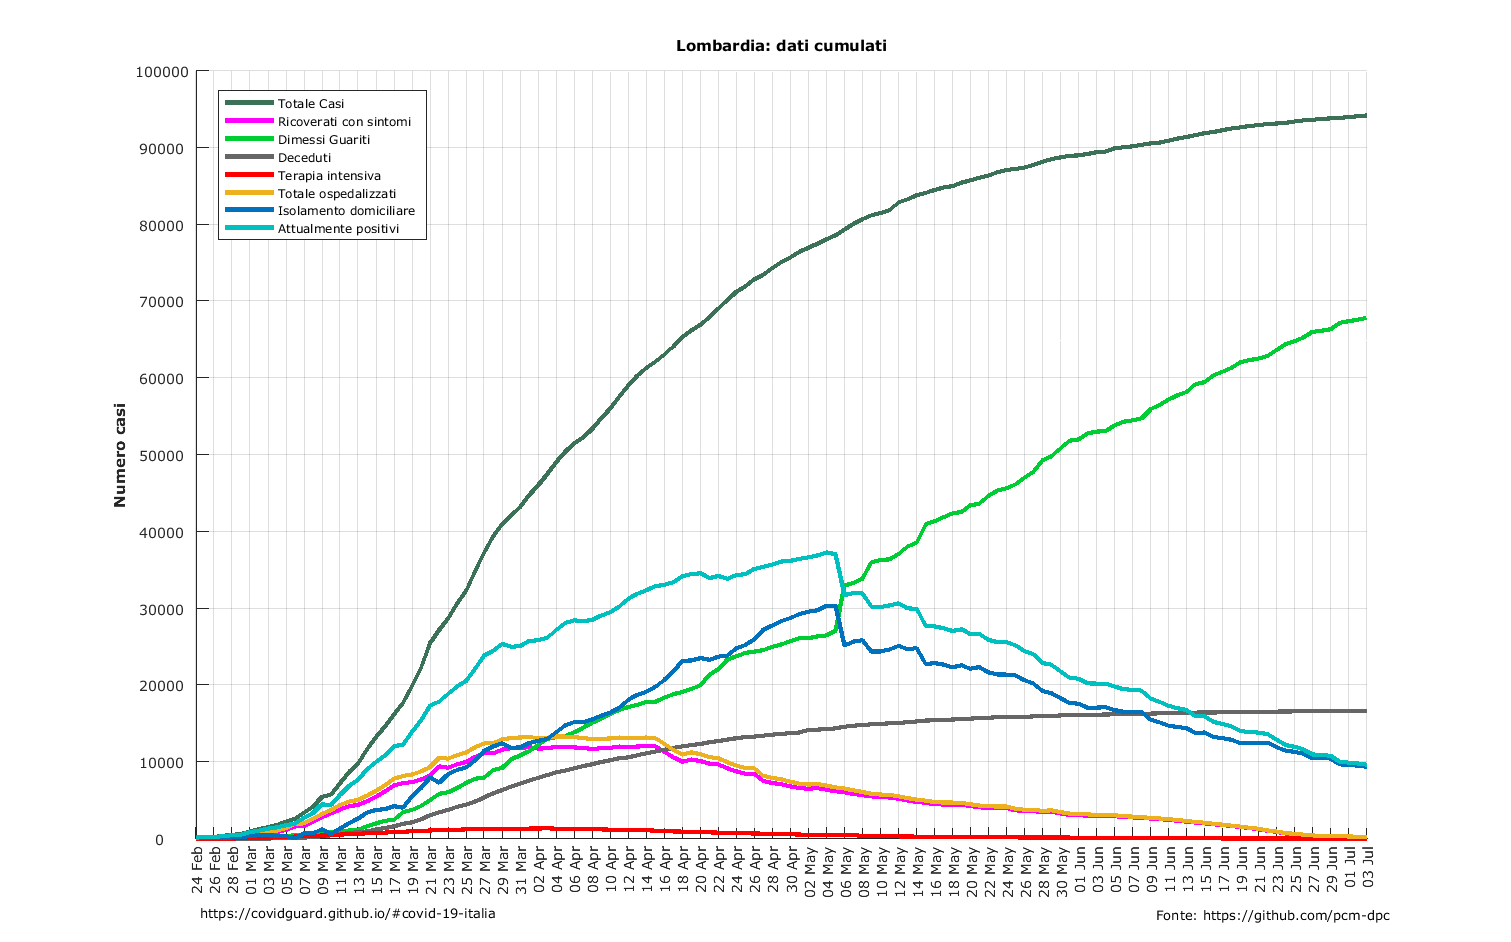 Lombardia: dati cumulati
Numero casi
100000
90000
80000
70000
60000
50000
40000
30000
20000
10000
0
Totale Casi
Ricoverati con sintomi
Dimessi Guariti
Deceduti
Terapia intensiva
Totale ospedalizzati
Isolamento domiciliare
Attualmente positivi
24 Feb
26 Feb
28 Feb
01 Mar
03 Mar
05 Mar
07 Mar
09 Mar
11 Mar
13 Mar
15 Mar
17 Mar
19 Mar
21 Mar
23 Mar
25 Mar
27 Mar
29 Mar
31 Mar
02 Apr
04 Apr
06 Apr
08 Apr
10 Apr
12 Apr
14 Apr
16 Apr
18 Apr
20 Apr
22 Apr
24 Apr
26 Apr
28 Apr
30 Apr
02 May
04 May
06 May
08 May
10 May
12 May
14 May
16 May
18 May
20 May
22 May
24 May
26 May
28 May
30 May
01 Jun
03 Jun
05 Jun
07 Jun
09 Jun
11 Jun
13 Jun
15 Jun
17 Jun
19 Jun
21 Jun
23 Jun
25 Jun
27 Jun
29 Jun
01 Jul
03 Jul
https://covidguard.github.io/#covid-19-italia
Fonte: https://github.com/pcm-dpc